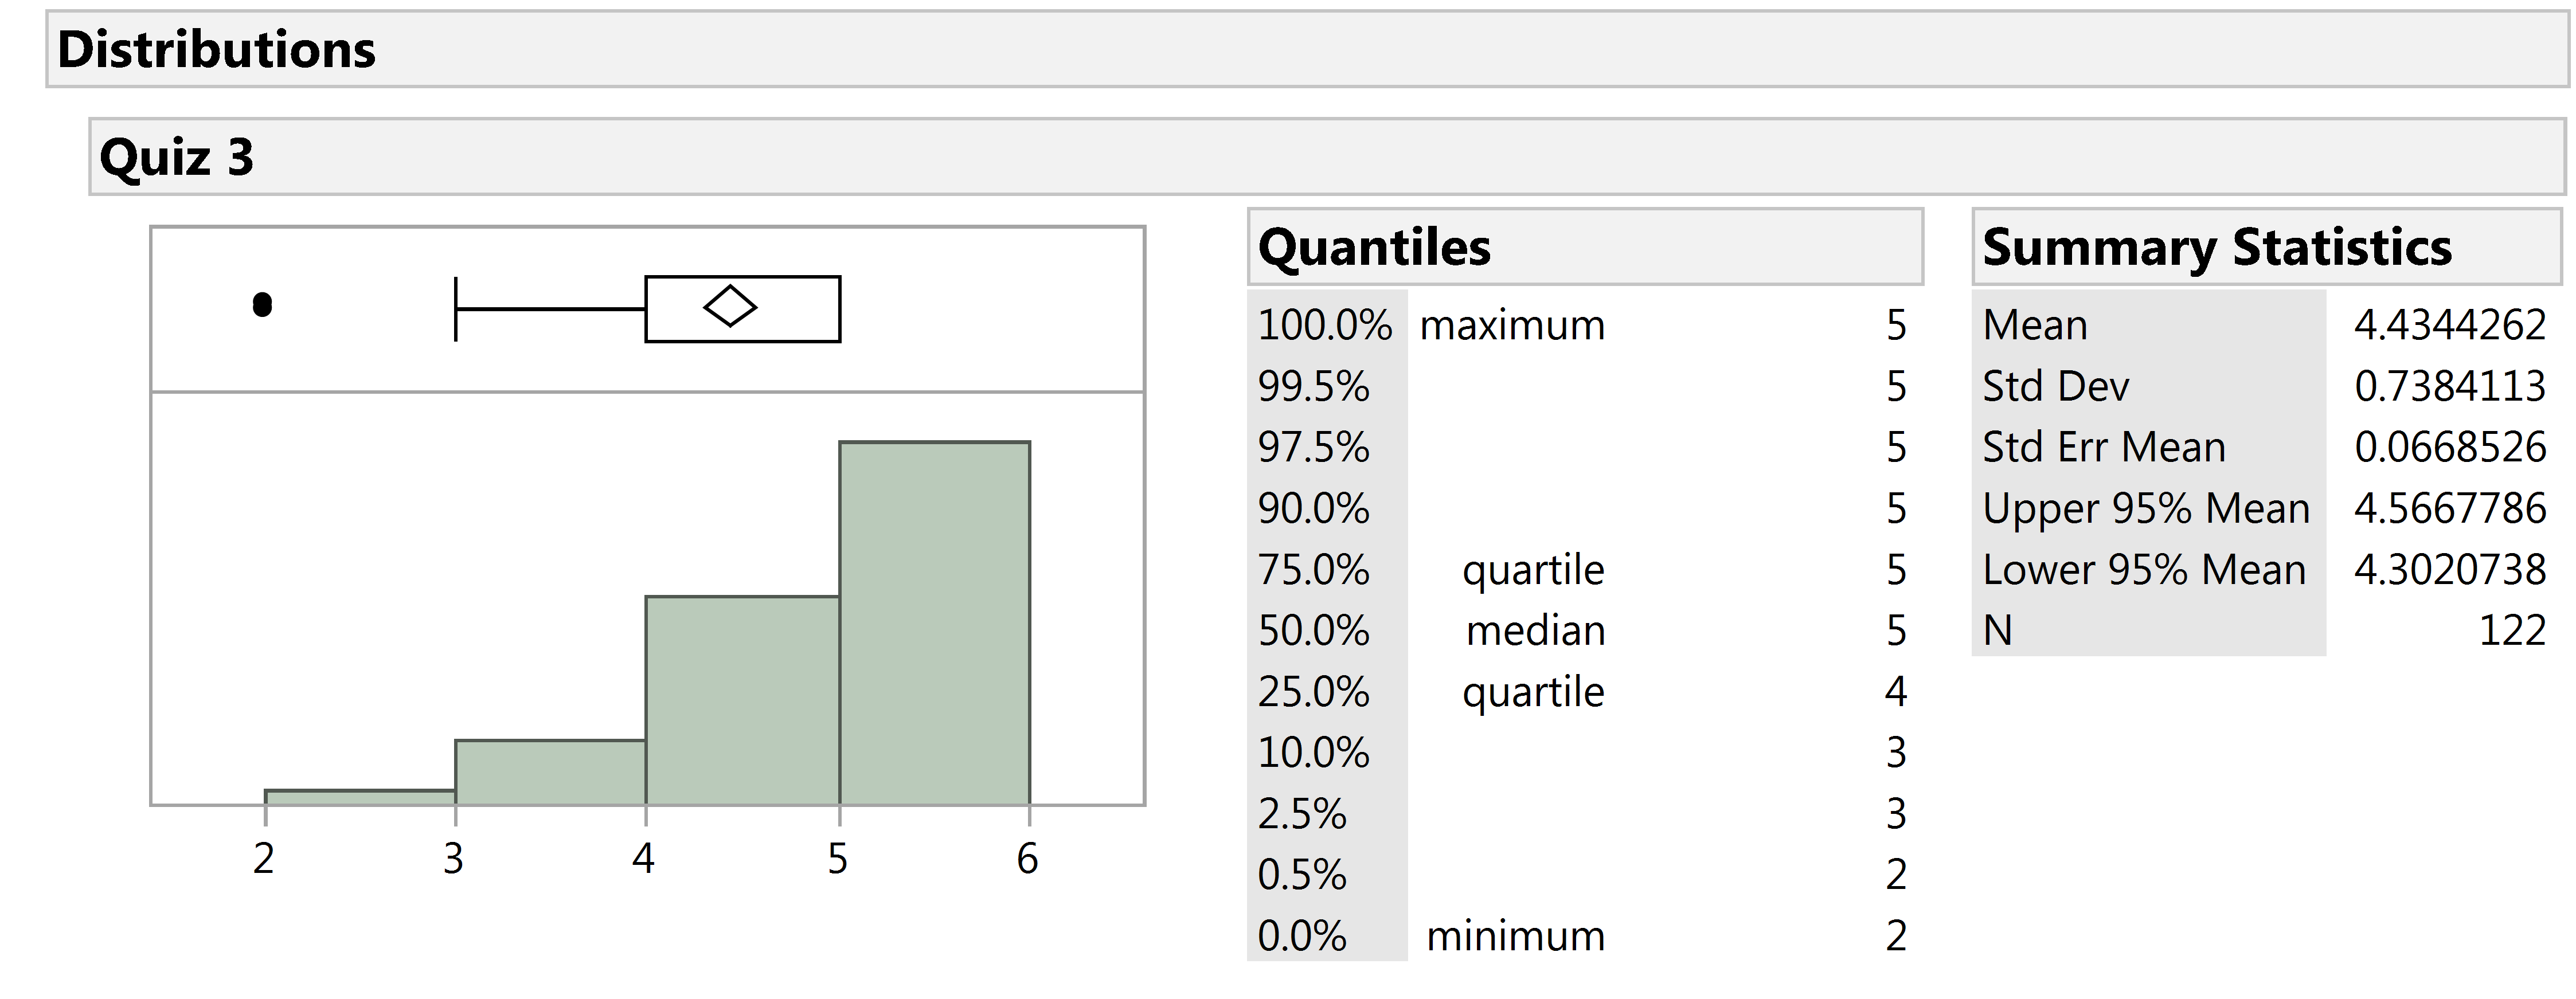 Distributions
Quiz 3
2 3 4 5 6
Quantiles
100.0% maximum 5
99.5% 5
97.5% 5
90.0% 5
75.0% quartile 5
50.0% median 5
25.0% quartile 4
10.0% 3
2.5% 3
0.5% 2
0.0% minimum 2
Summary Statistics
Mean 4.4344262
Std Dev 0.7384113
Std Err Mean 0.0668526
Upper 95% Mean 4.5667786
Lower 95% Mean 4.3020738
N 122